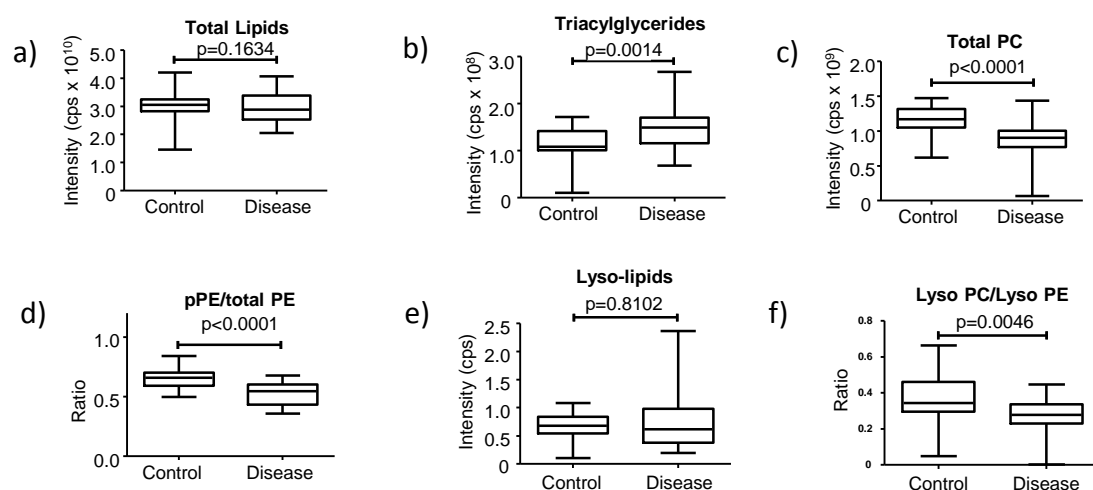 a)
Total Lipids
p=0.1634
Intensity (cps x 10¹⁰)
5.0
4.0
3.0
2.0
1.0
0
Control Disease
b)
Triacylglycerides
p=0.0014
Intensity (cps x 10⁸)
3.0
2.0
1.0
0
Control Disease
c)
Total PC
p<0.0001
Intensity (cps x 10⁹)
2.0
1.5
1.0
0.5
0
Control Disease
d)
pPE/total PE
p<0.0001
Ratio
1.0
0.5
0.0
Control Disease
e)
Lyso-lipids
p=0.8102
Intensity (cps)
2.5
2.0
1.5
1.0
0.5
0
Control Disease
f)
Lyso PC/Lyso PE
p=0.0046
Ratio
0.8
0.6
0.4
0.2
0
Control Disease